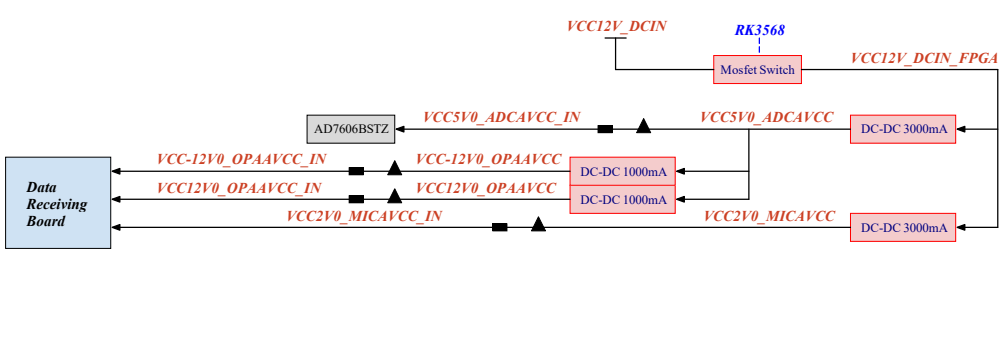 VCC12V_DCIN
RK3568
Mosfet Switch
VCC12V_DCIN_FPGA
AD7606BSTZ
VCC5V0_ADCAVCC_IN
VCC5V0_ADCAVCC
DC-DC 3000mA
VCC-12V0_OPAAVCC_IN
VCC-12V0_OPAAVCC
DC-DC 1000mA
VCC12V0_OPAAVCC_IN
VCC12V0_OPAAVCC
DC-DC 1000mA
Data
Receiving
Board
VCC2V0_MICAVCC_IN
VCC2V0_MICAVCC
DC-DC 3000mA